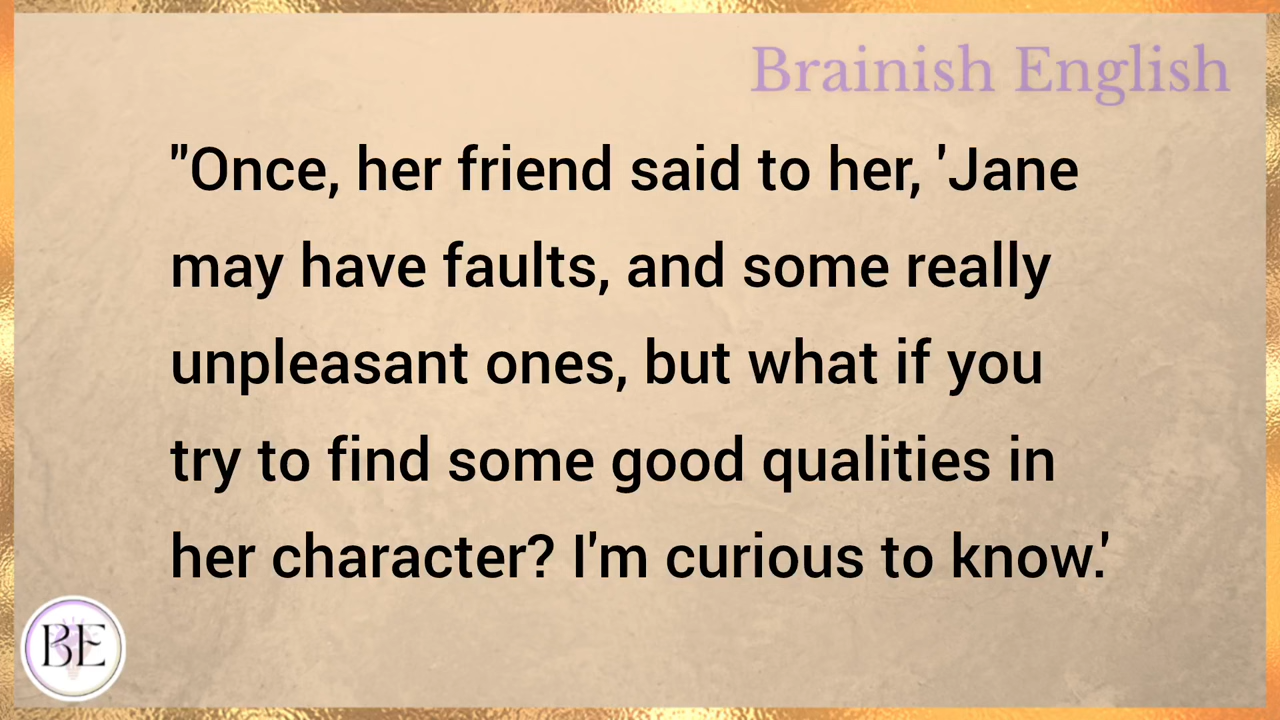 Brainish English
"Once, her friend said to her, 'Jane
may have faults, and some really
unpleasant ones, but what if you
try to find some good qualities in
her character? I'm curious to know.'
BE